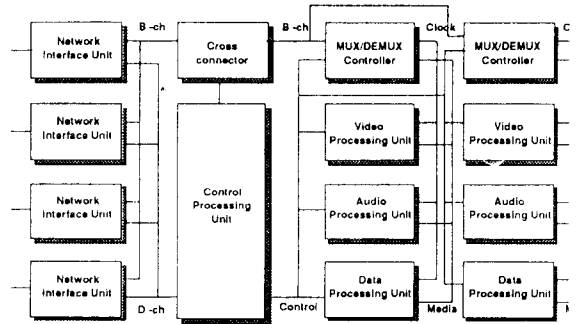 B-ch
B-ch
Clock
C
Network
Interface Unit
Cross
connector
MUX/DEMUX
Controller
MUX/DEMUX
Controller
Network
Interface Unit
Control
Processing
Unit
Video
Processing Unit
Video
Processing Unit
Network
Interface Unit
Audio
Processing Unit
Audio
Processing Unit
Network
Interface Unit
Data
Processing Unit
Data
Processing Unit
D-ch
Control
Media